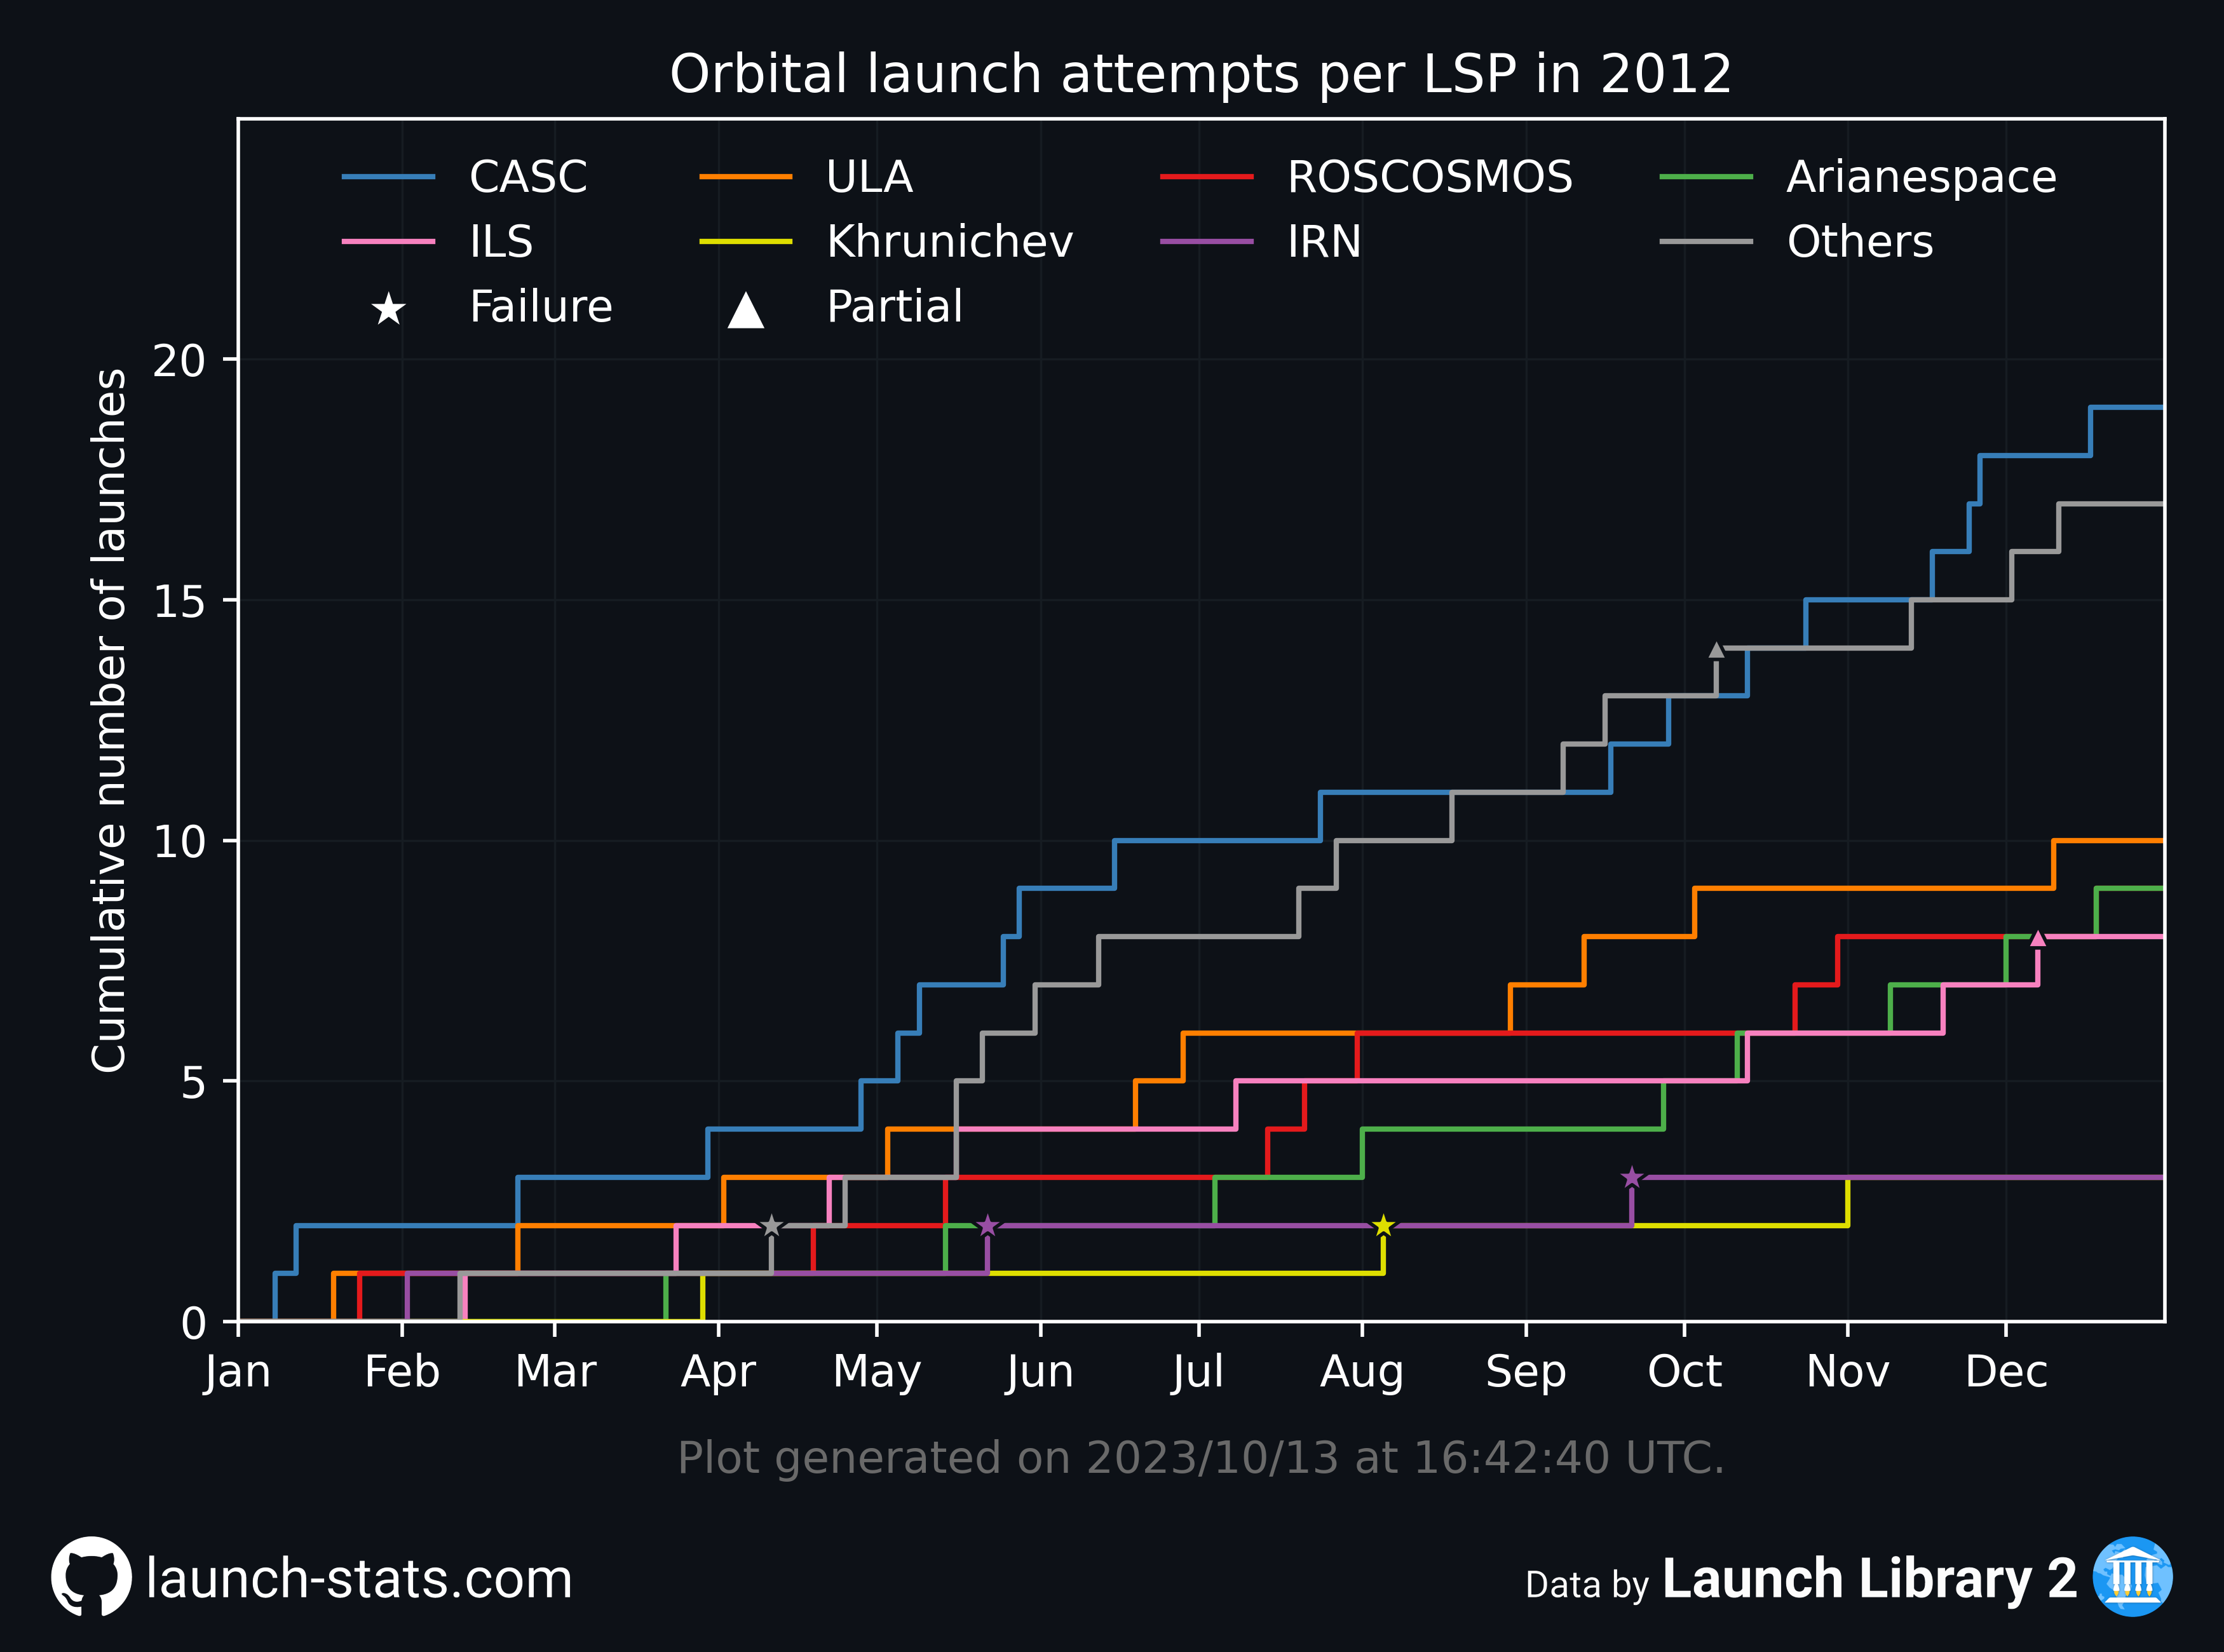 Orbital launch attempts per LSP in 2012
CASC ULA ROSCOSMOS Arianespace
ILS Khrunichev IRN Others
Failure Partial
Cumulative number of launches
20
15
10
5
0
Jan Feb Mar Apr May Jun Jul Aug Sep Oct Nov Dec
Plot generated on 2023/10/13 at 16:42:40 UTC.
launch-stats.com
Data by Launch Library 2